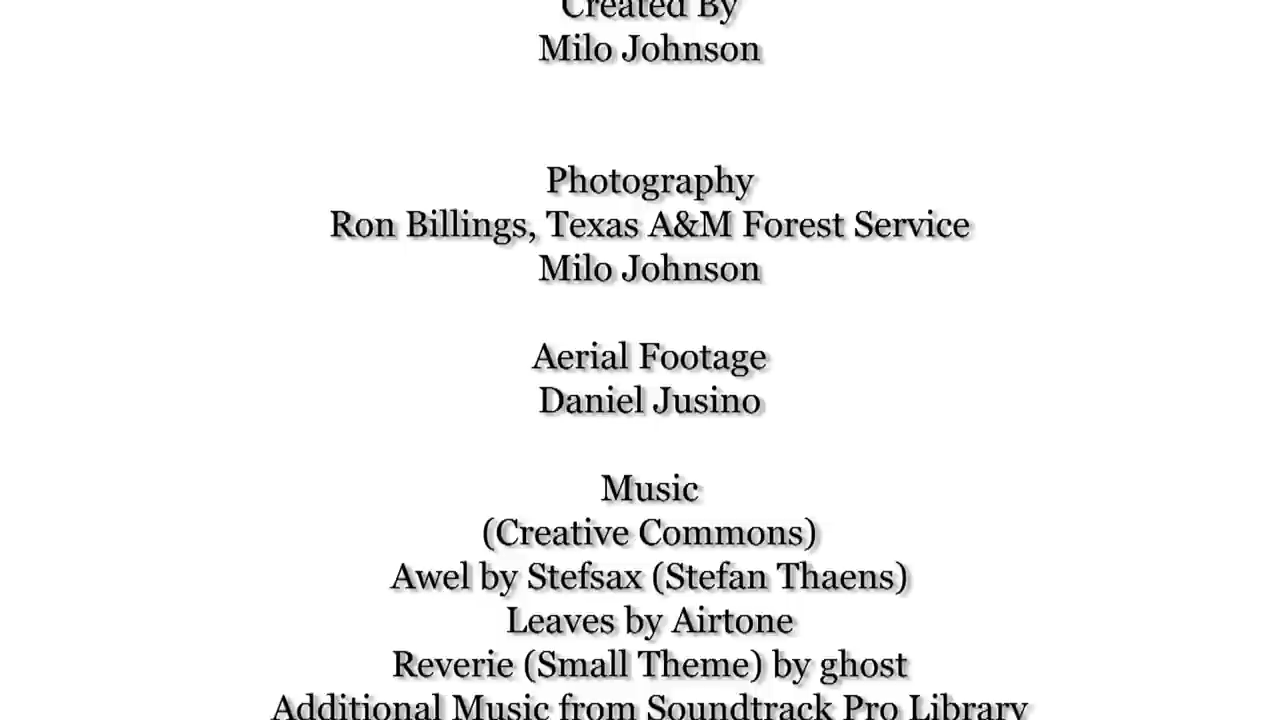 Created By
Milo Johnson
Photography
Ron Billings, Texas A&M Forest Service
Milo Johnson
Aerial Footage
Daniel Jusino
Music
(Creative Commons)
Awel by Stefsax (Stefan Thaens)
Leaves by Airtone
Reverie (Small Theme) by ghost
Additional Music from Soundtrack Pro Library